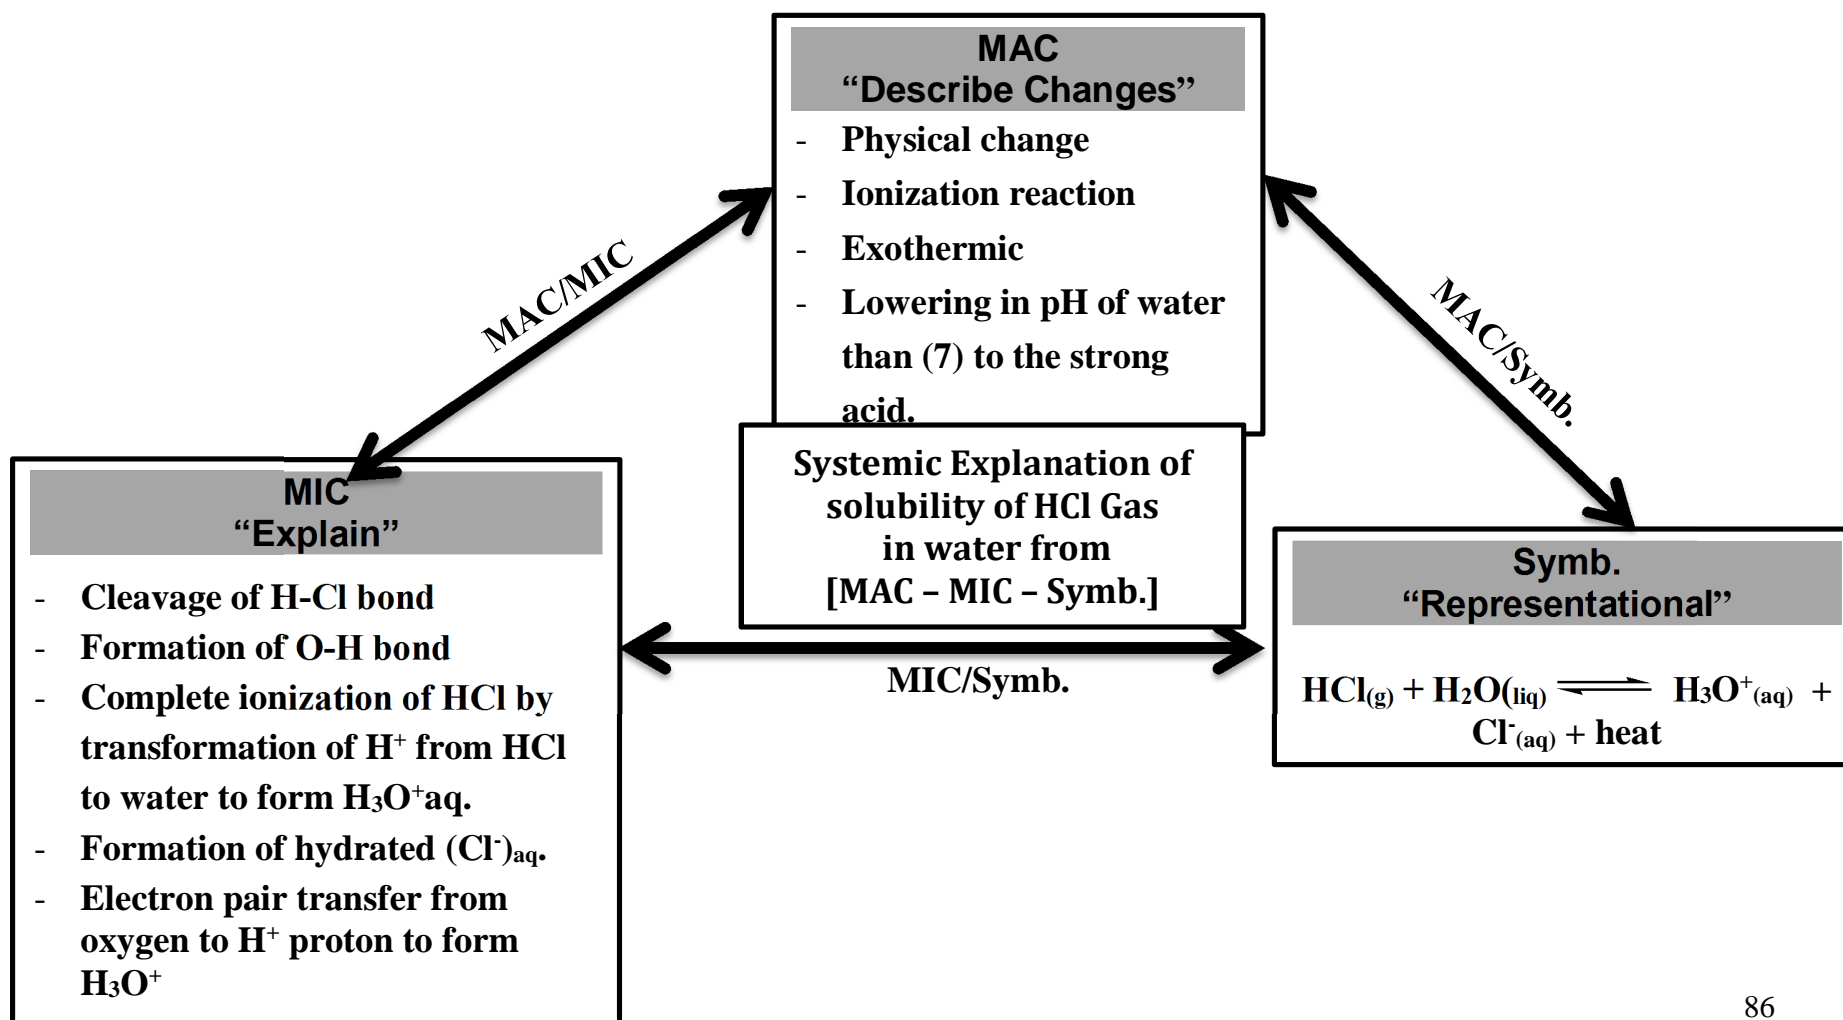 MAC
“Describe Changes”
- Physical change
- Ionization reaction
- Exothermic
- Lowering in pH of water
than (7) to the strong
acid.
MAC/MIC
MAC/Symb.
Systemic Explanation of
solubility of HCl Gas
in water from
[MAC – MIC – Symb.]
MIC
“Explain”
- Cleavage of H-Cl bond
- Formation of O-H bond
- Complete ionization of HCl by
transformation of H⁺ from HCl
to water to form H₃O⁺aq.
- Formation of hydrated (Cl⁻)aq.
- Electron pair transfer from
oxygen to H⁺ proton to form
H₃O⁺
MIC/Symb.
Symb.
“Representational”
HCl(g) + H₂O(liq) ⇌ H₃O⁺(aq) +
Cl⁻(aq) + heat
86